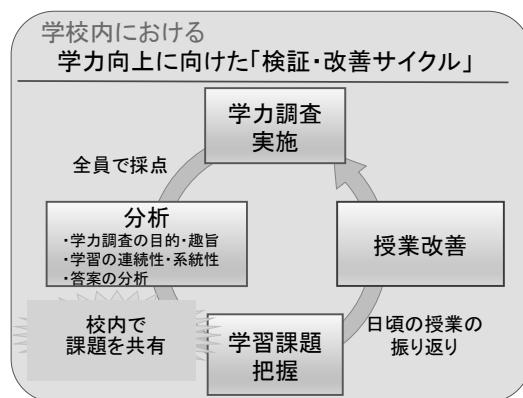 学校内における
学力向上に向けた「検証・改善サイクル」
学力調査
実施
全員で採点
分析
・学力調査の目的・趣旨
・学習の連続性・系統性
・答案の分析
授業改善
校内で
課題を共有
学習課題
把握
日頃の授業の
振り返り